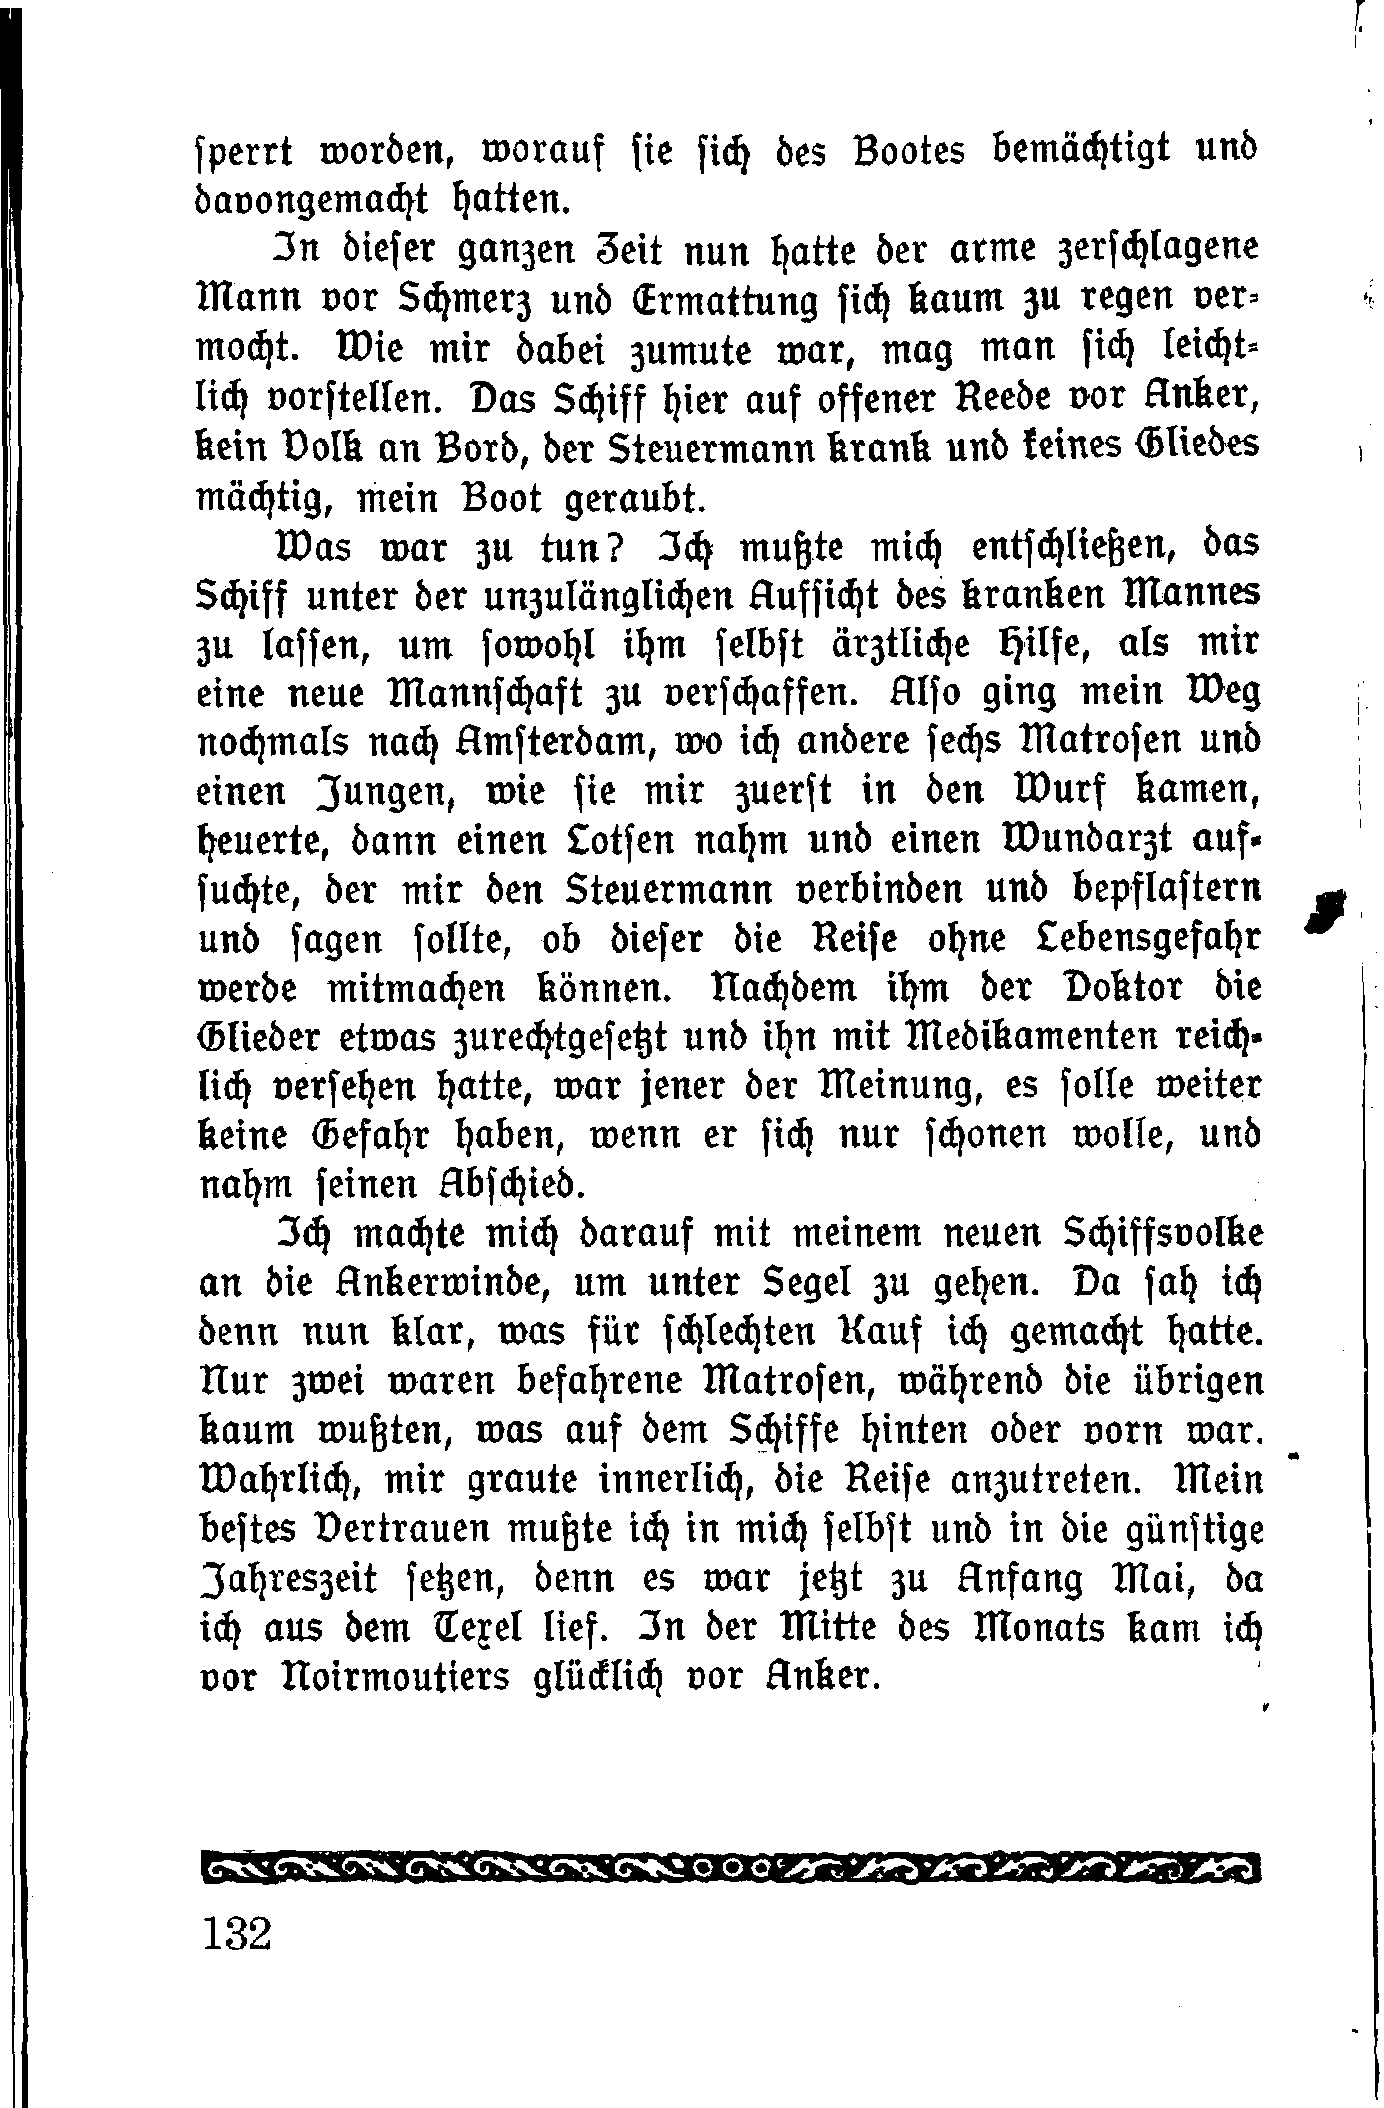 sperrt worden, worauf sie sich des Bootes bemächtigt und
davongemacht hatten.
In dieser ganzen Zeit nun hatte der arme zerschlagene
Mann vor Schmerz und Ermattung sich kaum zu regen ver-
mocht. Wie mir dabei zumute war, mag man sich leicht-
lich vorstellen. Das Schiff hier auf offener Reede vor Anker,
kein Volk an Bord, der Steuermann krank und keines Gliedes
mächtig, mein Boot geraubt.
Was war zu tun? Ich mußte mich entschließen, das
Schiff unter der unzulänglichen Aufsicht des kranken Mannes
zu lassen, um sowohl ihm selbst ärztliche Hilfe, als mir
eine neue Mannschaft zu verschaffen. Also ging mein Weg
nochmals nach Amsterdam, wo ich andere sechs Matrosen und
einen Jungen, wie sie mir zuerst in den Wurf kamen,
heuerte, dann einen Lotsen nahm und einen Wundarzt auf-
suchte, der mir den Steuermann verbinden und bepflastern
und sagen sollte, ob dieser die Reise ohne Lebensgefahr
werde mitmachen können. Nachdem ihm der Doktor die
Glieder etwas zurechtgesetzt und ihn mit Medikamenten reich-
lich versehen hatte, war jener der Meinung, es solle weiter
keine Gefahr haben, wenn er sich nur schonen wolle, und
nahm seinen Abschied.
Ich machte mich darauf mit meinem neuen Schiffsvolke
an die Ankerwinde, um unter Segel zu gehen. Da sah ich
denn nun klar, was für schlechten Kauf ich gemacht hatte.
Nur zwei waren befahrene Matrosen, während die übrigen
kaum wußten, was auf dem Schiffe hinten oder vorn war.
Wahrlich, mir graute innerlich, die Reise anzutreten. Mein
bestes Vertrauen mußte ich in mich selbst und in die günstige
Jahreszeit setzen, denn es war jetzt zu Anfang Mai, da
ich aus dem Texel lief. In der Mitte des Monats kam ich
vor Noirmoutiers glücklich vor Anker.
132